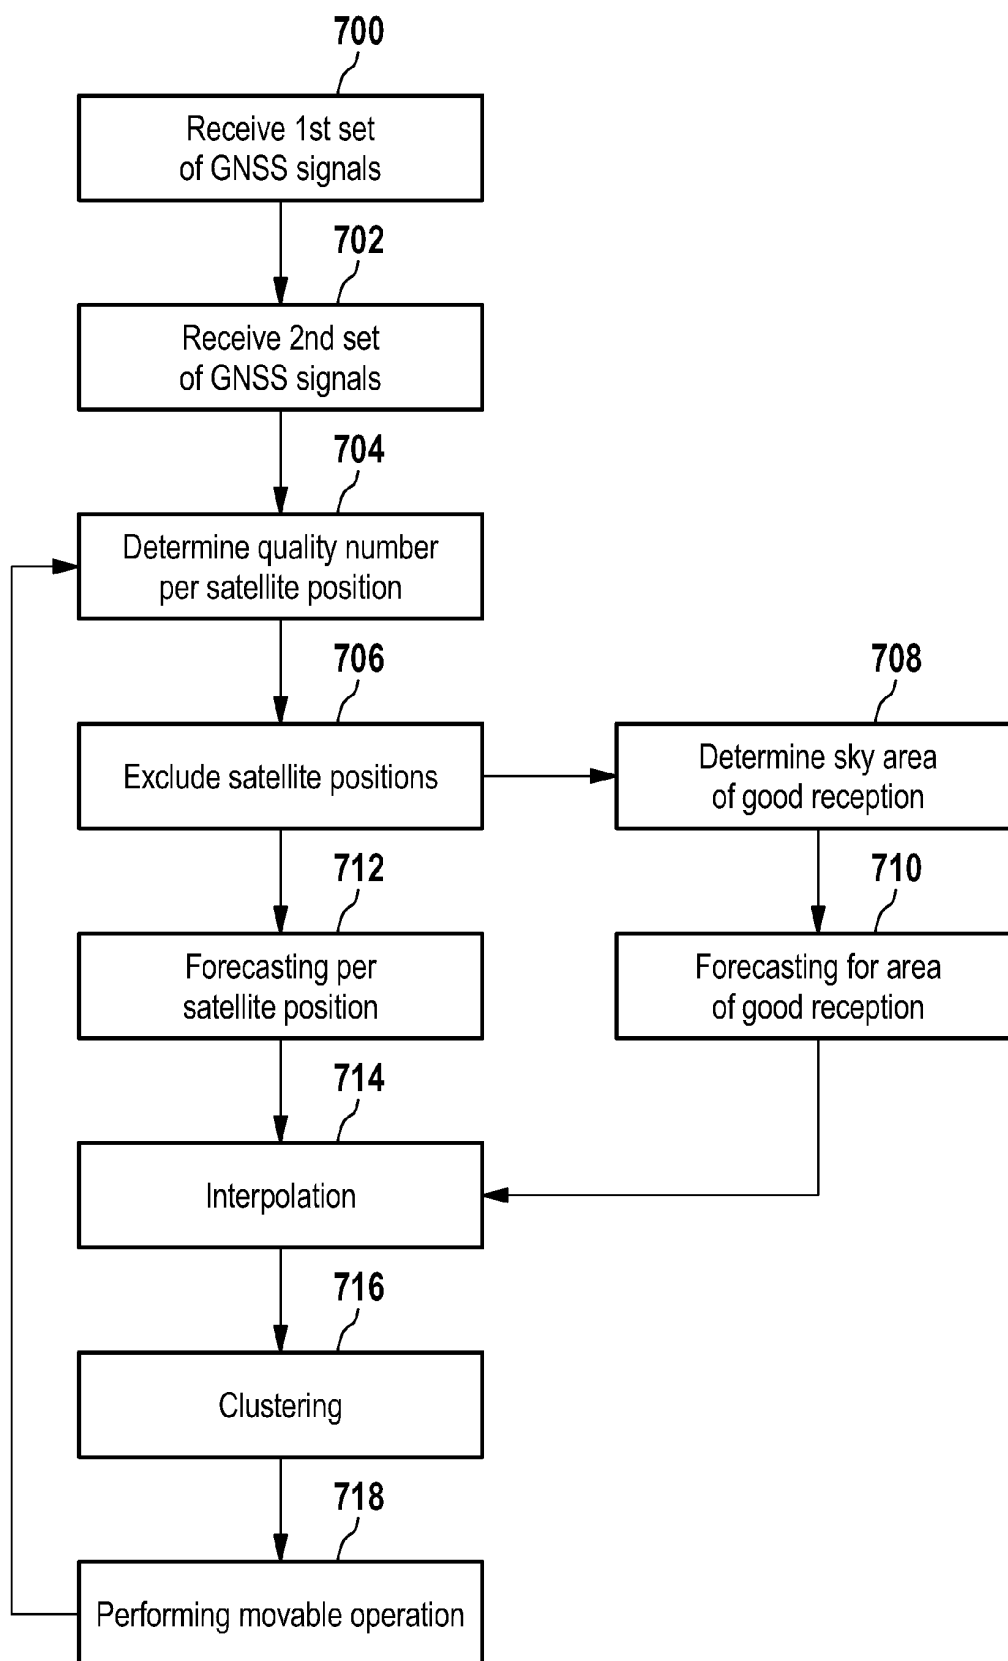 700
Receive 1st set
of GNSS signals
702
Receive 2nd set
of GNSS signals
704
Determine quality number
per satellite position
706
Exclude satellite positions
708
Determine sky area
of good reception
712
Forecasting per
satellite position
710
Forecasting for area
of good reception
714
Interpolation
716
Clustering
718
Performing movable operation